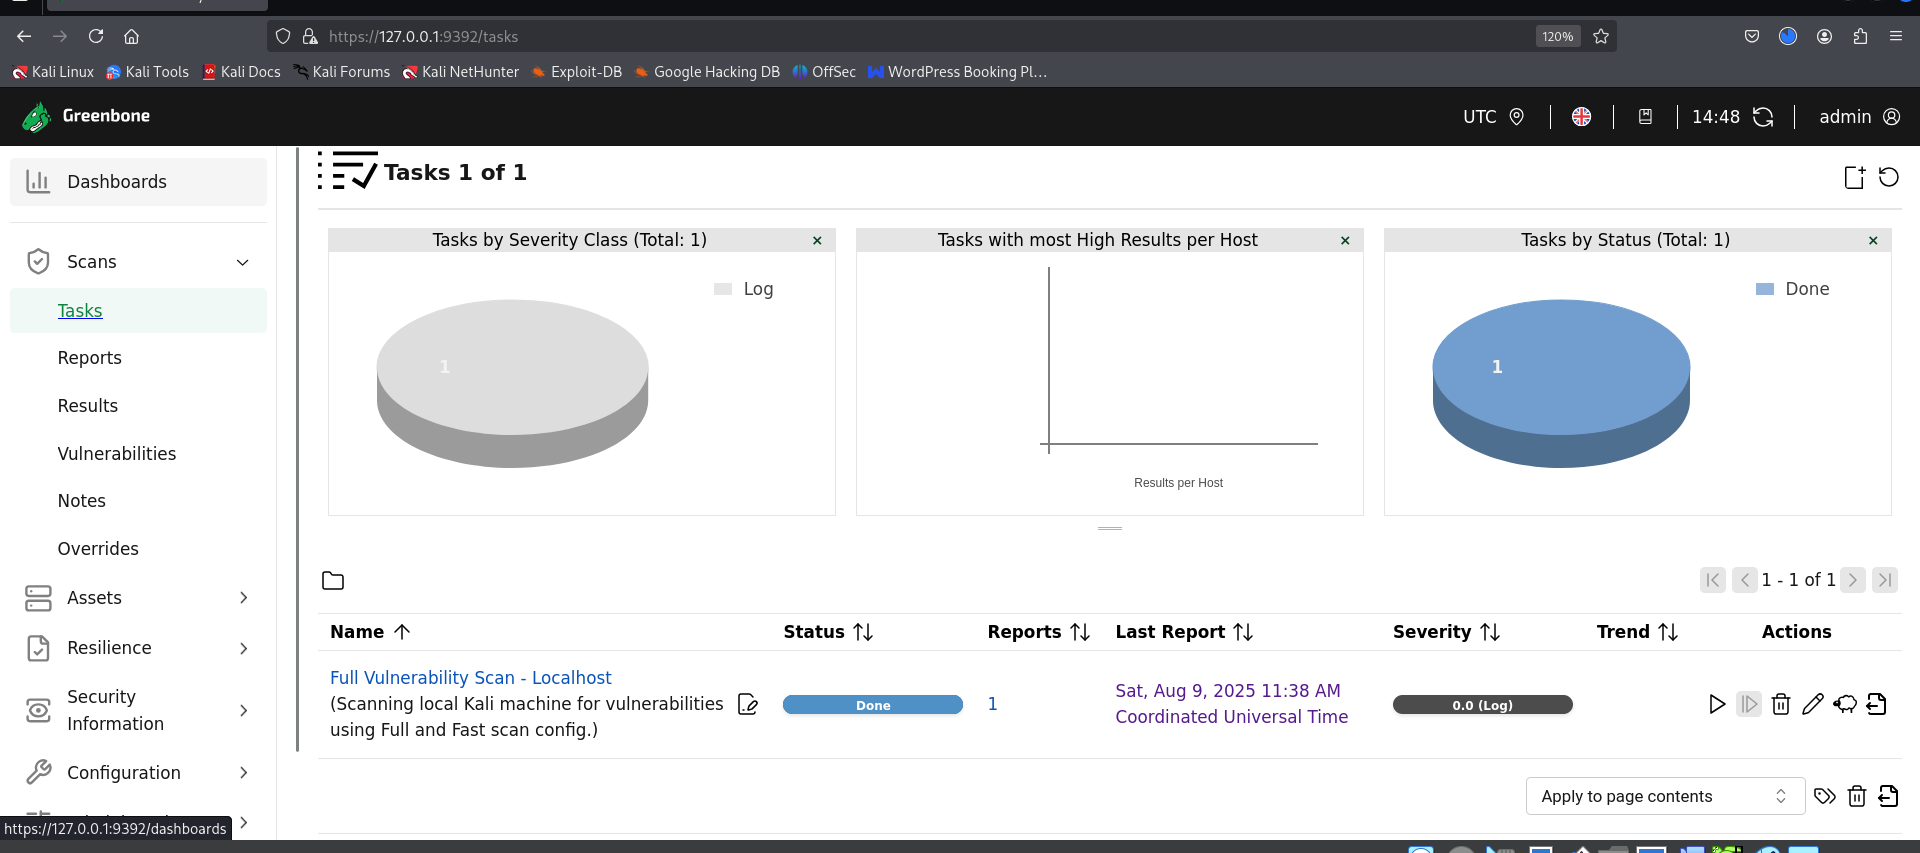 https://127.0.0.1:9392/tasks
120%
Kali Linux
Kali Tools
Kali Docs
Kali Forums
Kali NetHunter
Exploit-DB
Google Hacking DB
OffSec
WordPress Booking Pl…
Greenbone
UTC
14:48
admin
Dashboards
Scans
Tasks
Reports
Results
Vulnerabilities
Notes
Overrides
Assets
Resilience
Security
Information
Configuration
https://127.0.0.1:9392/dashboards
Tasks 1 of 1
Tasks by Severity Class (Total: 1)
×
Log
1
Tasks with most High Results per Host
×
Results per Host
Tasks by Status (Total: 1)
×
Done
1
1 - 1 of 1
Name
Status
Reports
Last Report
Severity
Trend
Actions
Full Vulnerability Scan - Localhost
(Scanning local Kali machine for vulnerabilities
using Full and Fast scan config.)
Done
1
Sat, Aug 9, 2025 11:38 AM
Coordinated Universal Time
0.0 (Log)
Apply to page contents